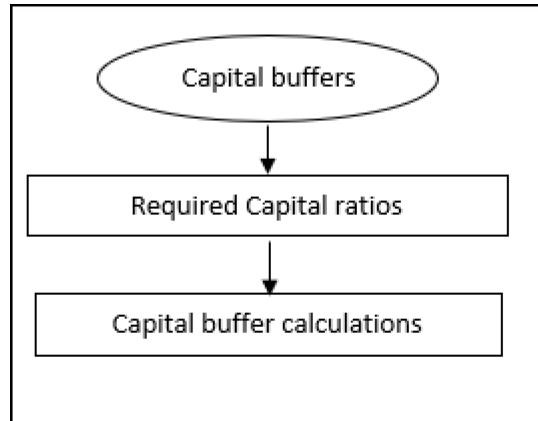 Capital buffers
Required Capital ratios
Capital buffer calculations